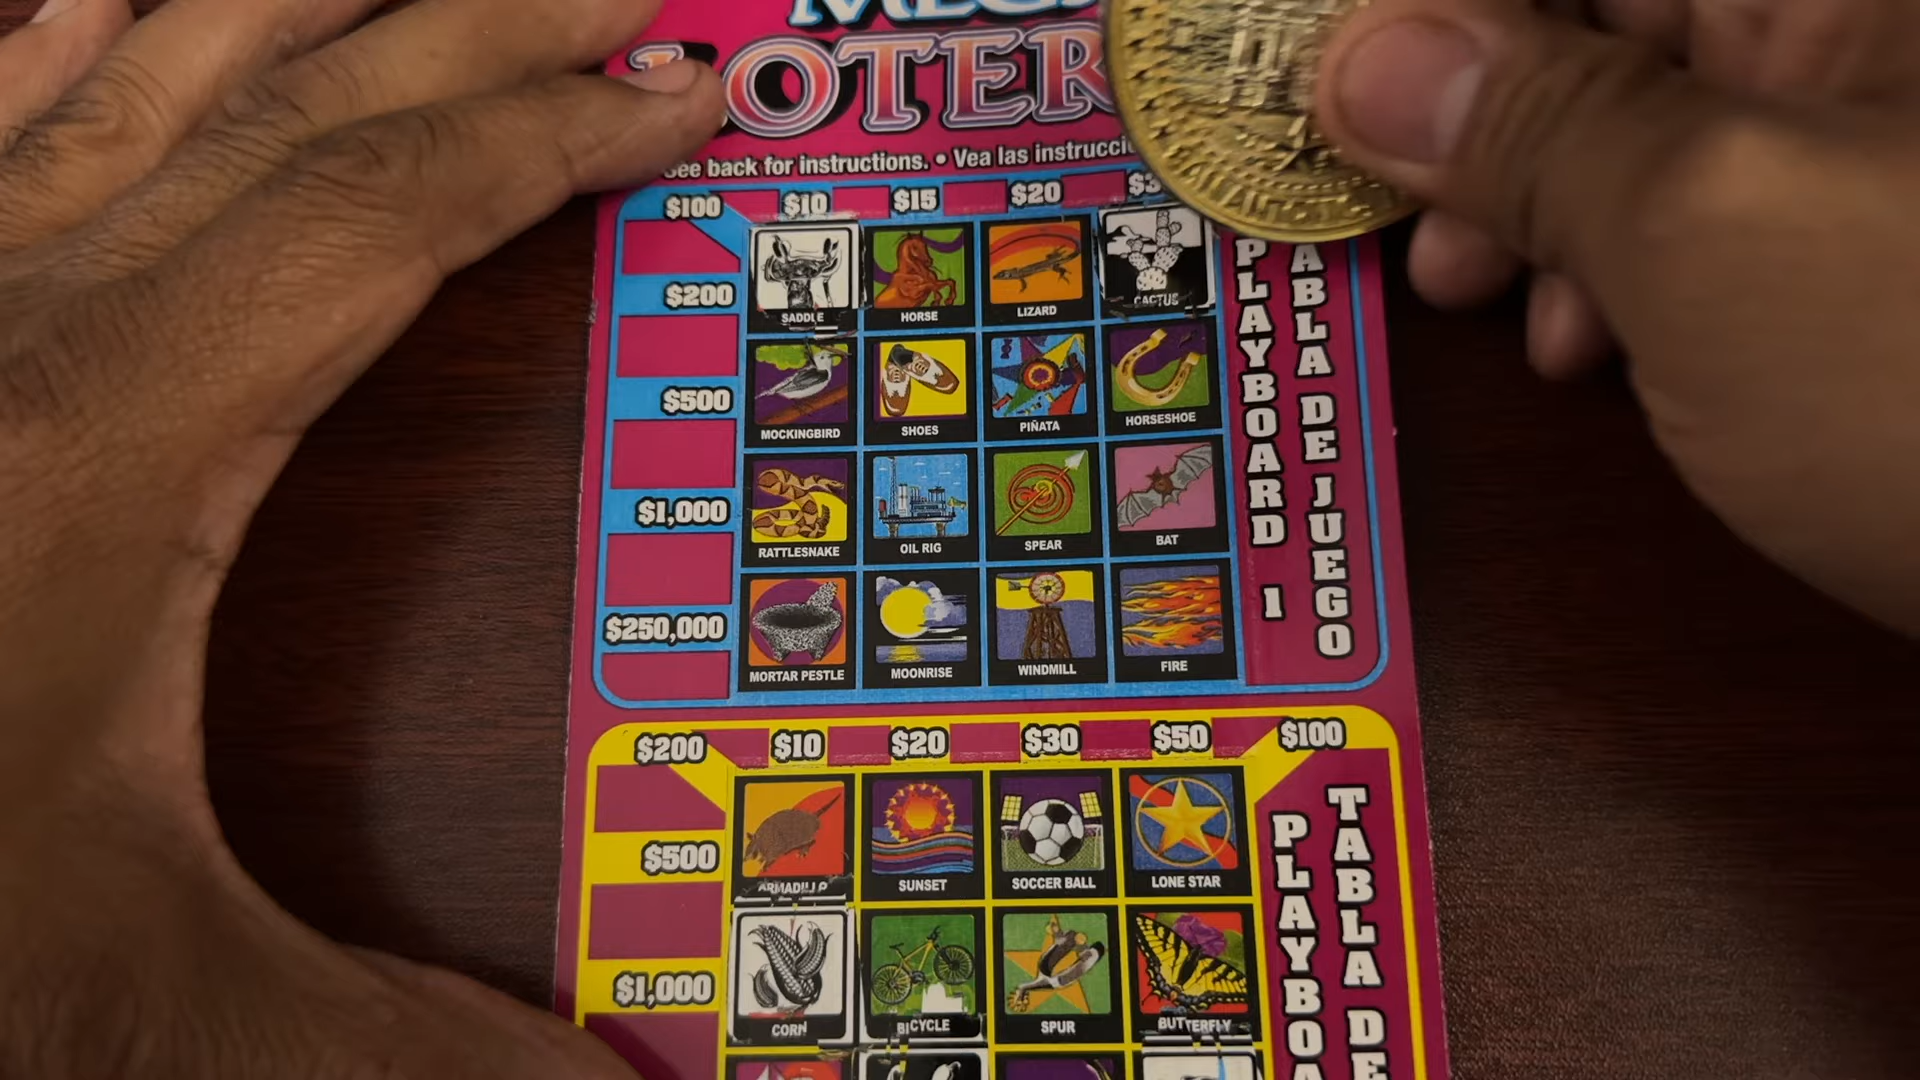 See back for instructions. • Vea las
$100 $10 $15 $20
SADDLE HORSE LIZARD CACTUS
$200
MOCKINGBIRD SHOES PIÑATA HORSESHOE
$500
RATTLESNAKE OIL RIG SPEAR BAT
$1,000
MORTAR PESTLE MOONRISE WINDMILL FIRE
$250,000
PLAYBOARD 1
TABLA DE JUEGO
$200 $10 $20 $30 $50 $100
ARMADILLO SUNSET SOCCER BALL LONE STAR
$500
CORN BICYCLE SPUR BUTTERFLY
$1,000
TABLA DE